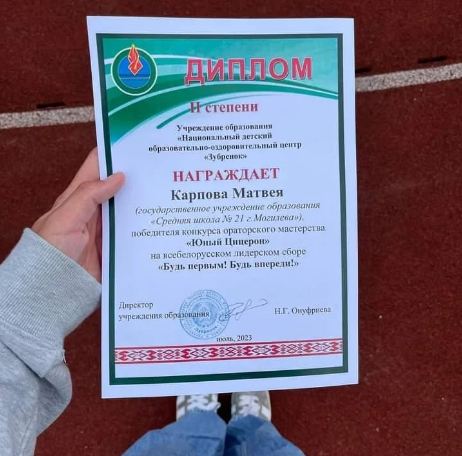 ДИПЛОМ
II степени
Учреждение образования
«Национальный детский
образовательно-оздоровительный центр
«Зубренок»
НАГРАЖДАЕТ
Карпова Матвея
(государственное учреждение образования
«Средняя школа № 21 г.Могилева»),
победителя конкурса ораторского мастерства
«Юный Цицерон»
на всебелорусском лидерском сборе
«Будь первым! Будь впереди!»
Директор
учреждения образования
Н.Г. Онуфриева
июль, 2023